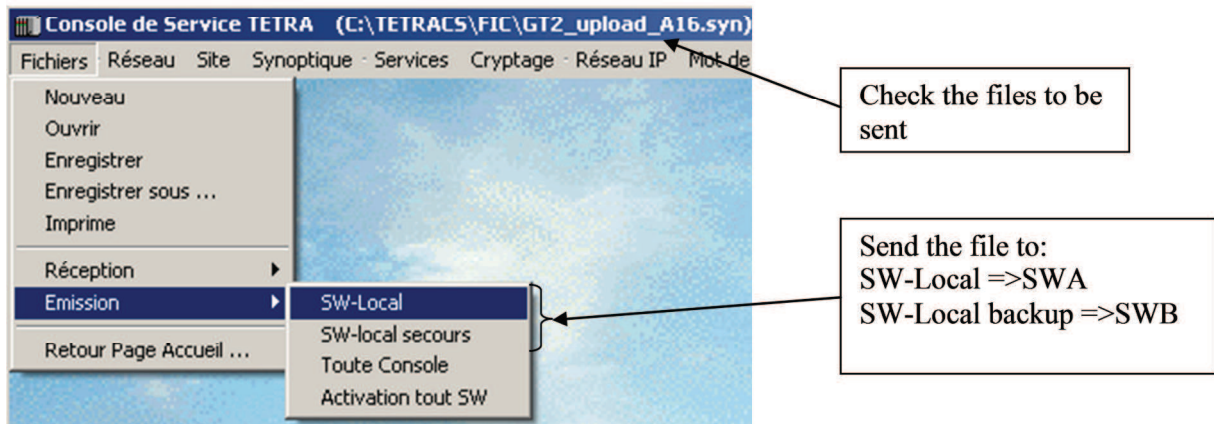 Console de Service TETRA (C:\TETRACS\FIC\GT2_upload_A16.syn)
Fichiers Réseau Site Synoptique Services Cryptage Réseau IP Mot de
Nouveau
Ouvrir
Enregistrer
Enregistrer sous ...
Imprime
Réception
Emission
Retour Page Accueil ...
SW-Local
SW-local secours
Toute Console
Activation tout SW
Check the files to be
sent
Send the file to:
SW-Local =>SWA
SW-Local backup =>SWB